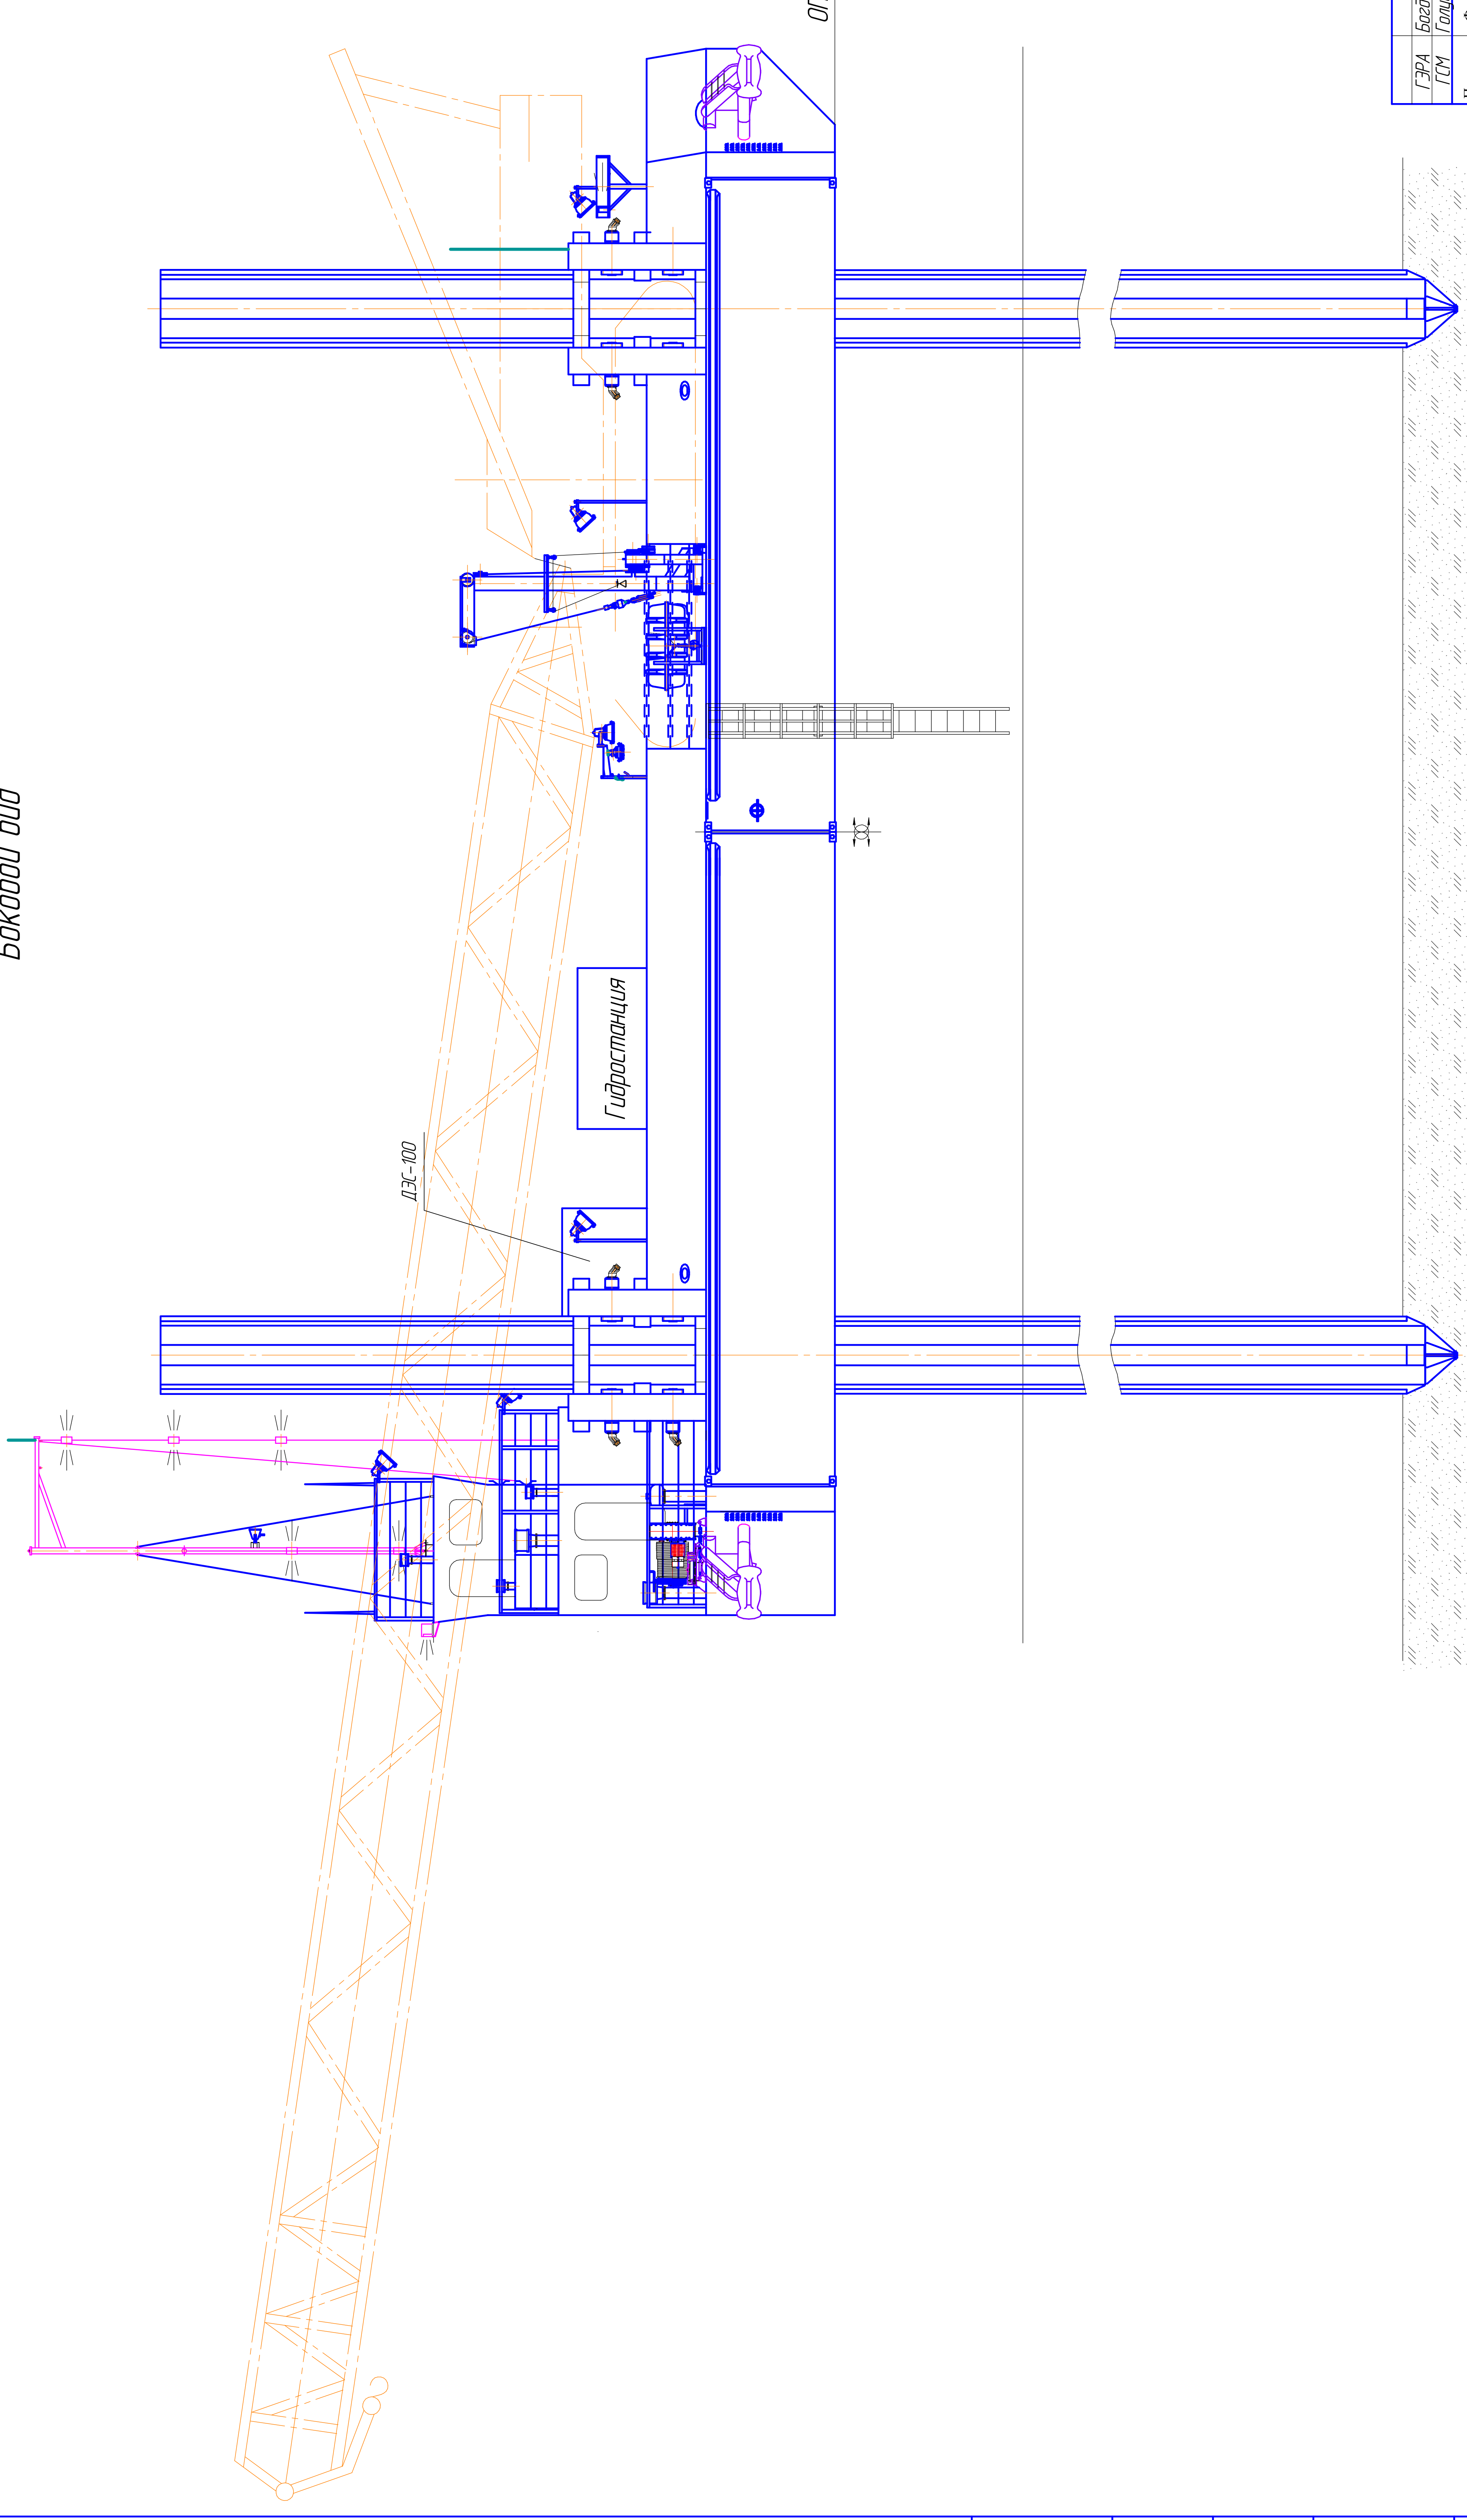 Боковой вид
ДЭС-100
Гидростанция
ГЭРА
ГСМ